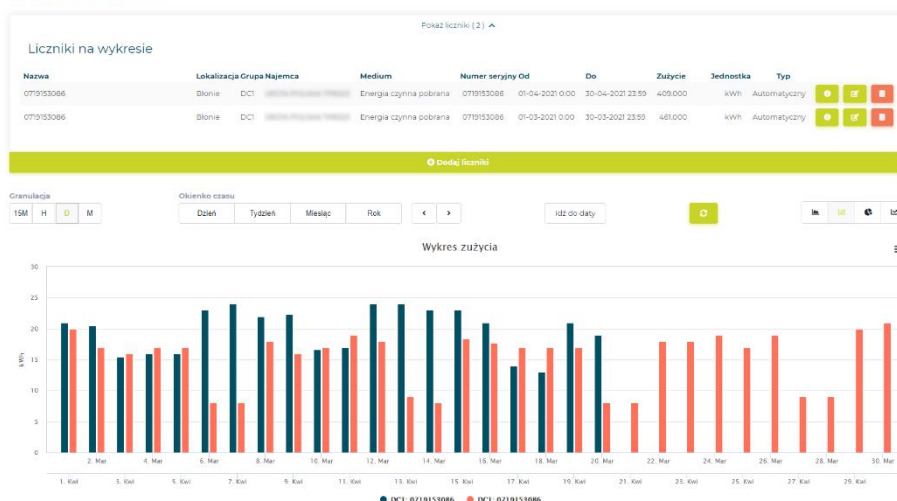 Pokaż liczniki ( 2 )
Liczniki na wykresie
Nazwa Lokalizacja Grupa Najemca Medium Numer seryjny Od Do Zużycie Jednostka Typ
0719153086 Błonie DC1 Energia czynna pobrana 0719153086 01-04-2021 0:00 30-04-2021 23:59 409.000 kWh Automatyczny
0719153086 Błonie DC1 Energia czynna pobrana 0719153086 01-03-2021 0:00 30-03-2021 23:59 461.000 kWh Automatyczny
Dodaj liczniki
Granulacja Okienko czasu
15M H D M Dzień Tydzień Miesiąc Rok < > Idź do daty
Wykres zużycia
30
25
20
15
10
5
0
kWh
2. Mar 4. Mar 6. Mar 8. Mar 10. Mar 12. Mar 14. Mar 16. Mar 18. Mar 20. Mar 22. Mar 24. Mar 26. Mar 28. Mar 30. Mar
1. Kwi 3. Kwi 5. Kwi 7. Kwi 9. Kwi 11. Kwi 13. Kwi 15. Kwi 17. Kwi 19. Kwi 21. Kwi 23. Kwi 25. Kwi 27. Kwi 29. Kwi
DC1: 0719153086 DC1: 0719153086